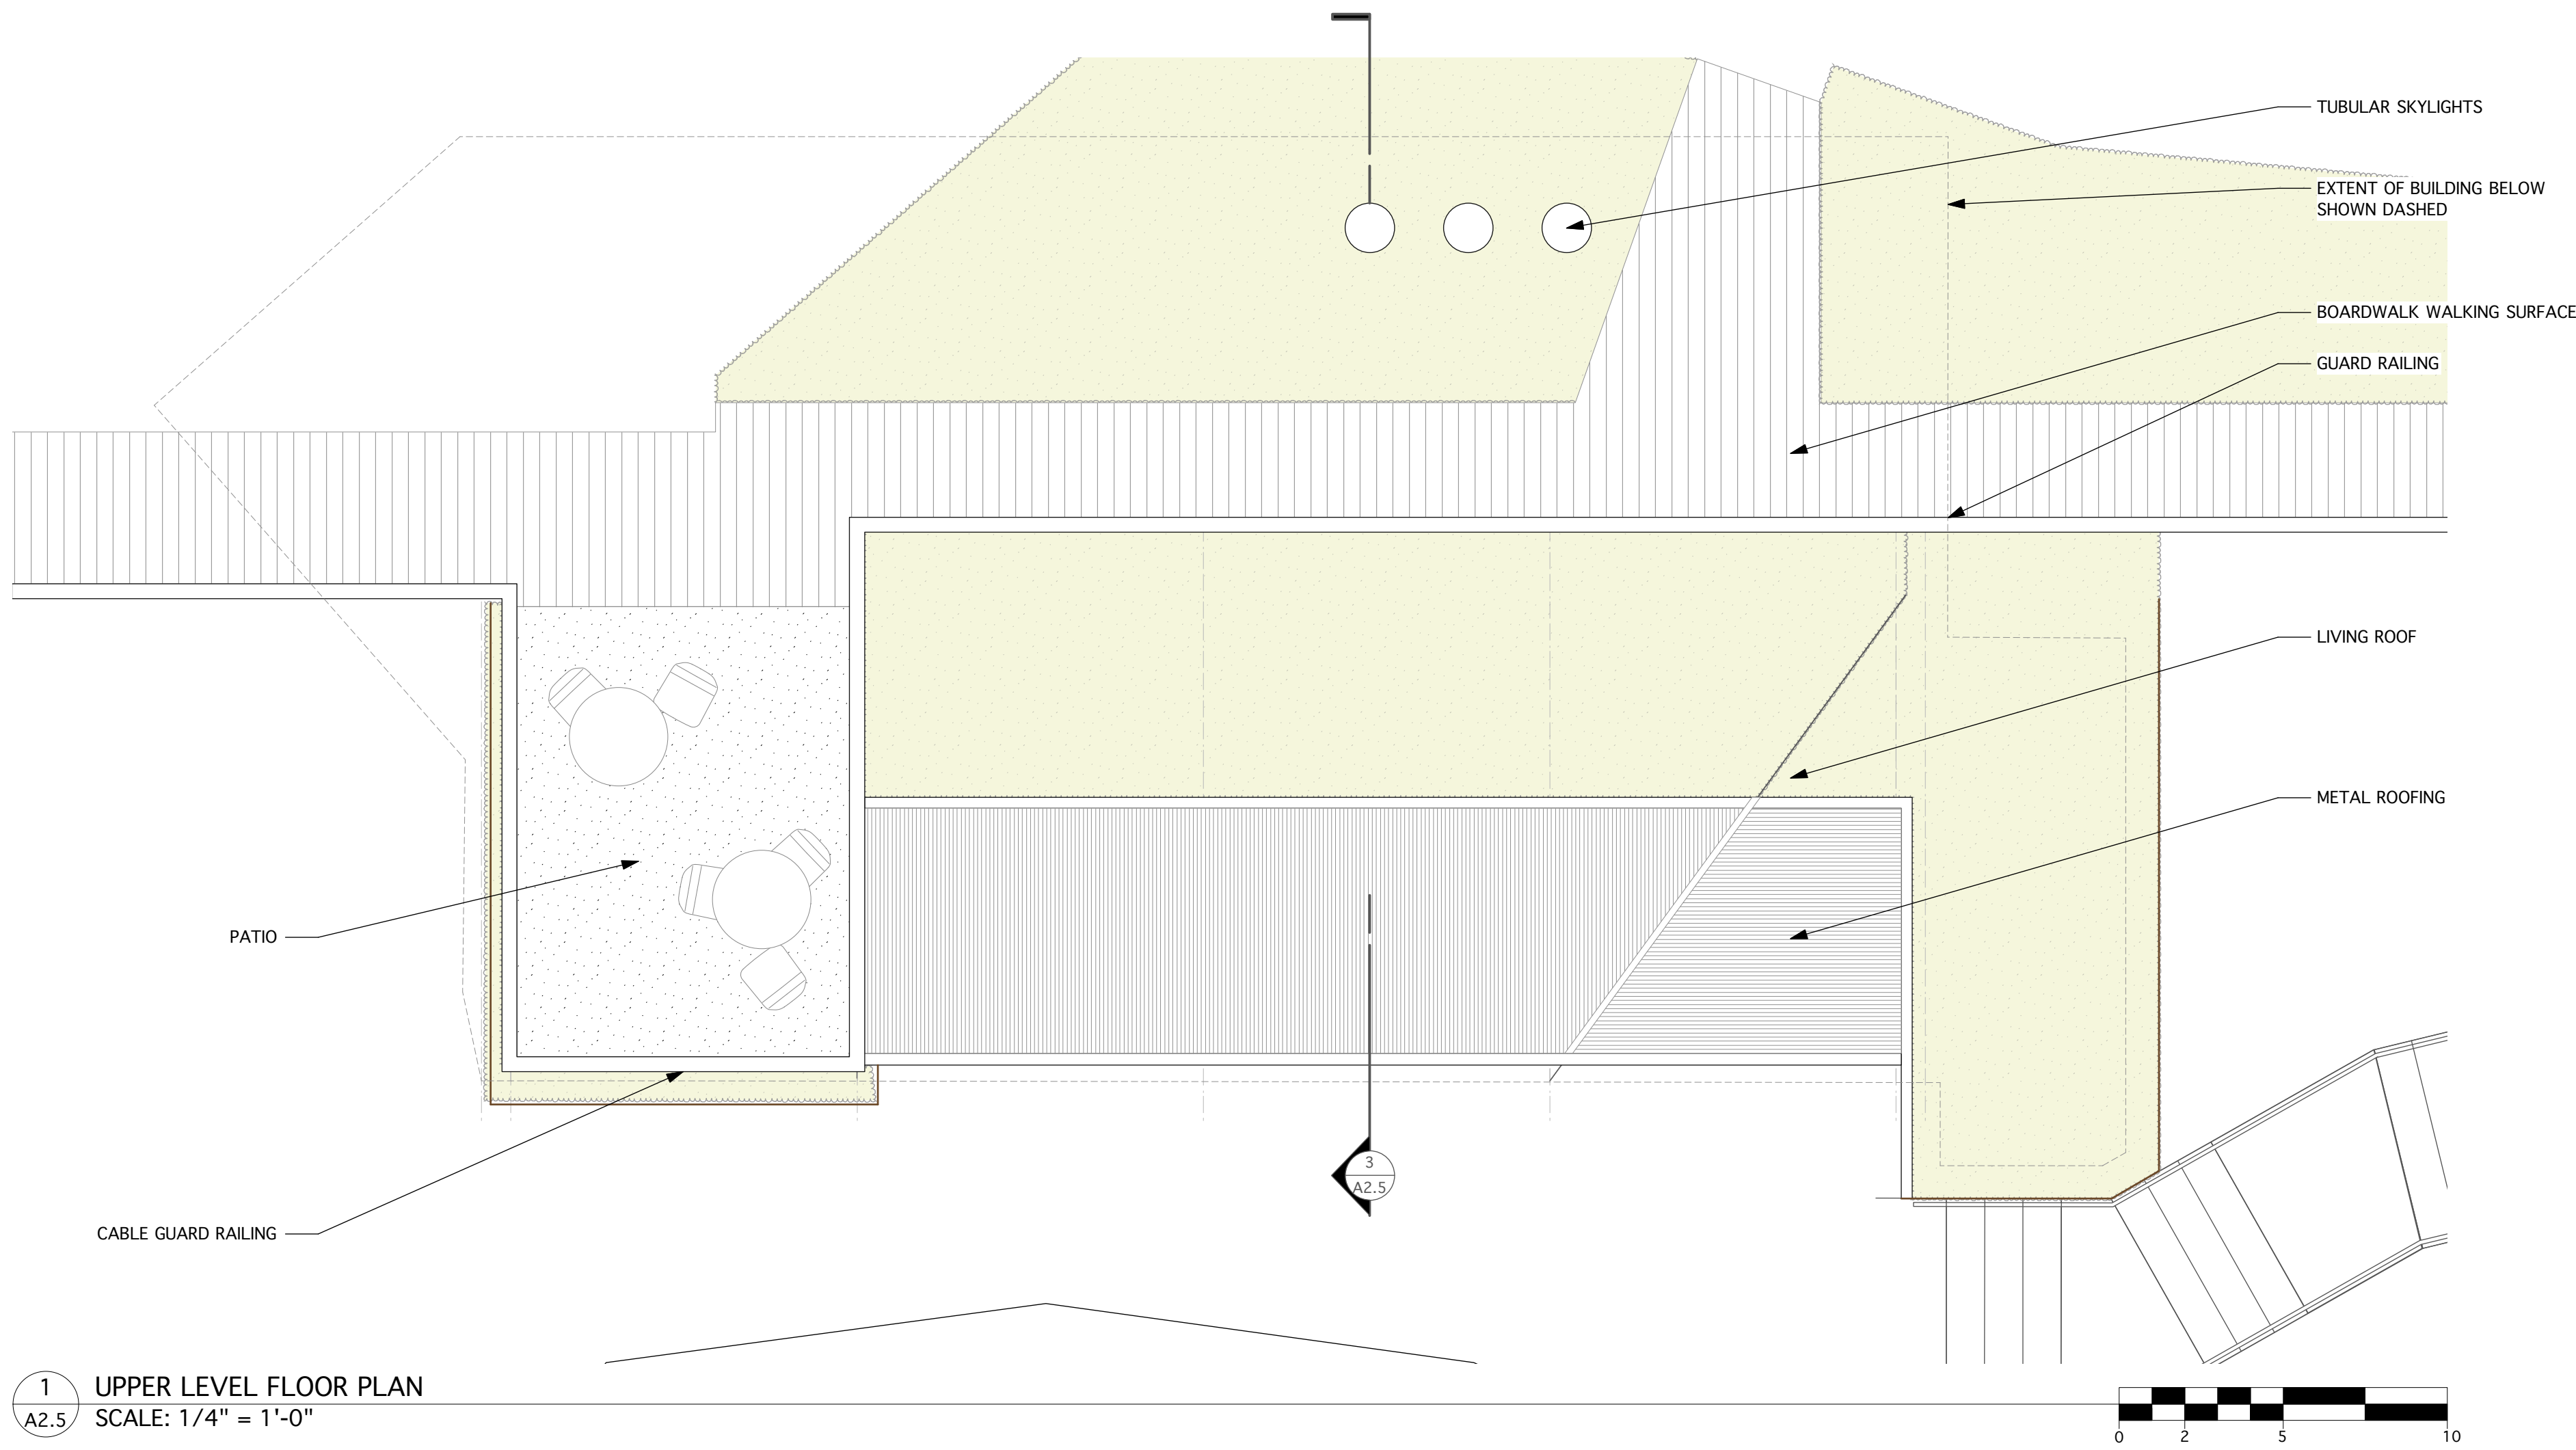 TUBULAR SKYLIGHTS
EXTENT OF BUILDING BELOW
SHOWN DASHED
BOARDWALK WALKING SURFACE
GUARD RAILING
LIVING ROOF
METAL ROOFING
PATIO
CABLE GUARD RAILING
3
A2.5
1
A2.5
UPPER LEVEL FLOOR PLAN
SCALE: 1/4" = 1'-0"
0 2 5 10